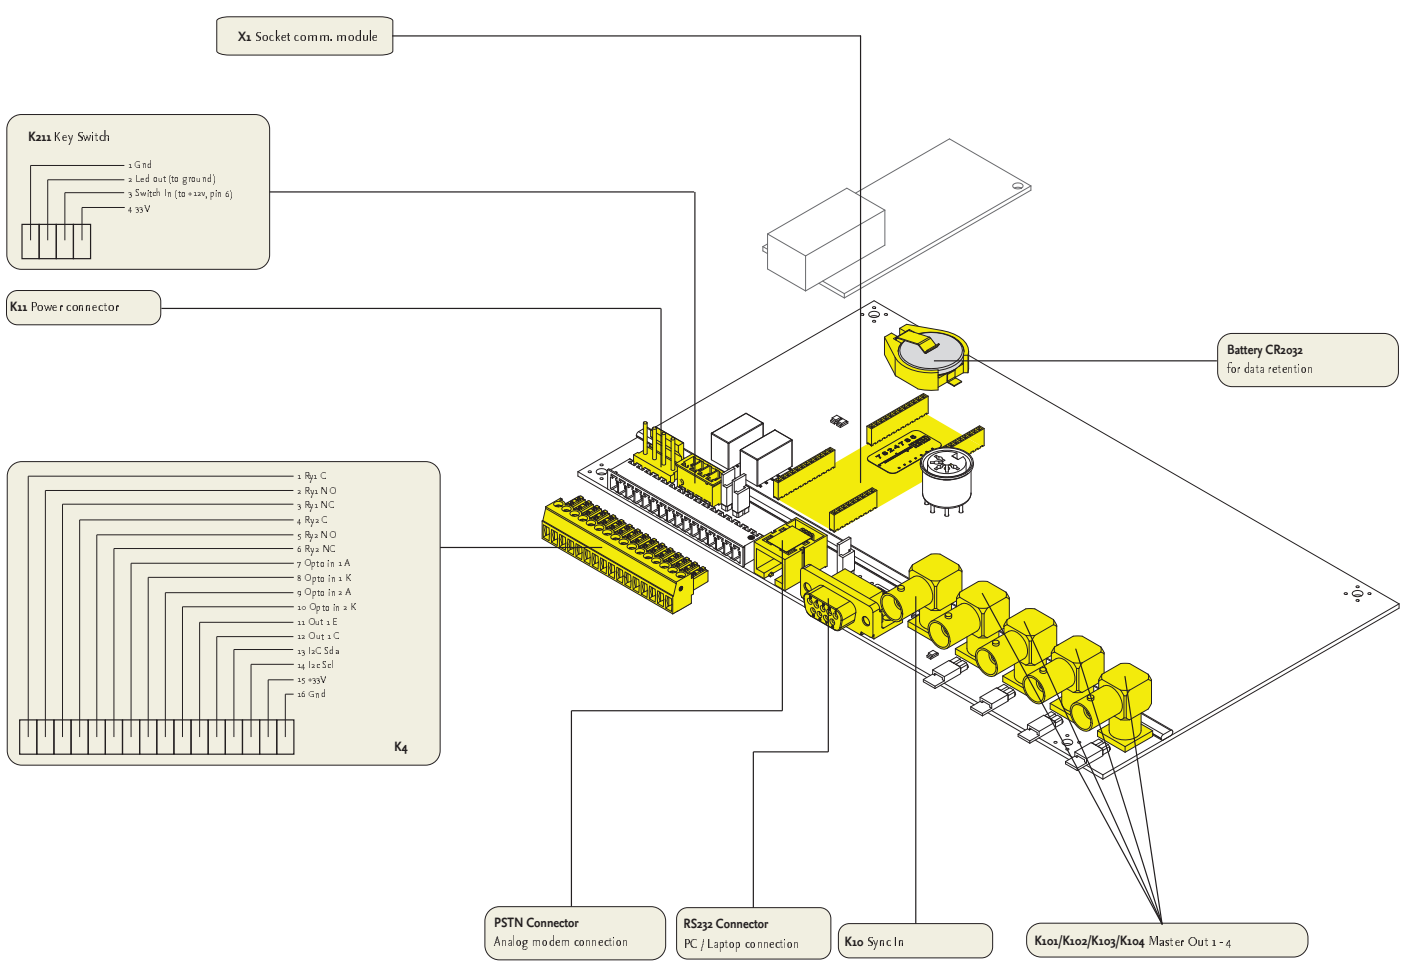 X1 Socket comm. module
K211 Key Switch
1 Gnd
2 Led out (to ground)
3 Switch In (to +12v, pin 6)
4 33V
K11 Power connector
Battery CR2032
for data retention
1 Ry1 C
2 Ry1 NO
3 Ry1 NC
4 Ry2 C
5 Ry2 NO
6 Ry2 NC
7 Opto in 1 A
8 Opto in 1 K
9 Opto in 2 A
10 Opto in 2 K
11 Out 1 E
12 Out 1 C
13 I2C Sda
14 I2c Scl
15 +33V
16 Gnd
K4
PSTN Connector
Analog modem connection
RS232 Connector
PC / Laptop connection
K10 Sync In
K101/K102/K103/K104 Master Out 1 - 4